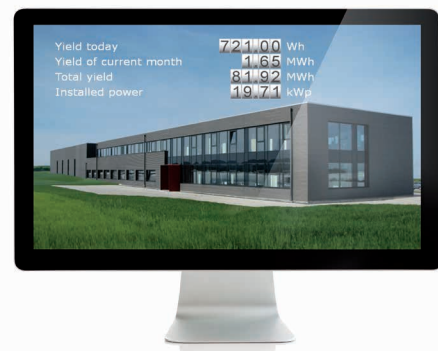 Yield today 721.00 Wh
Yield of current month 1.65 MWh
Total yield 81.92 MWh
Installed power 19.71 kWp